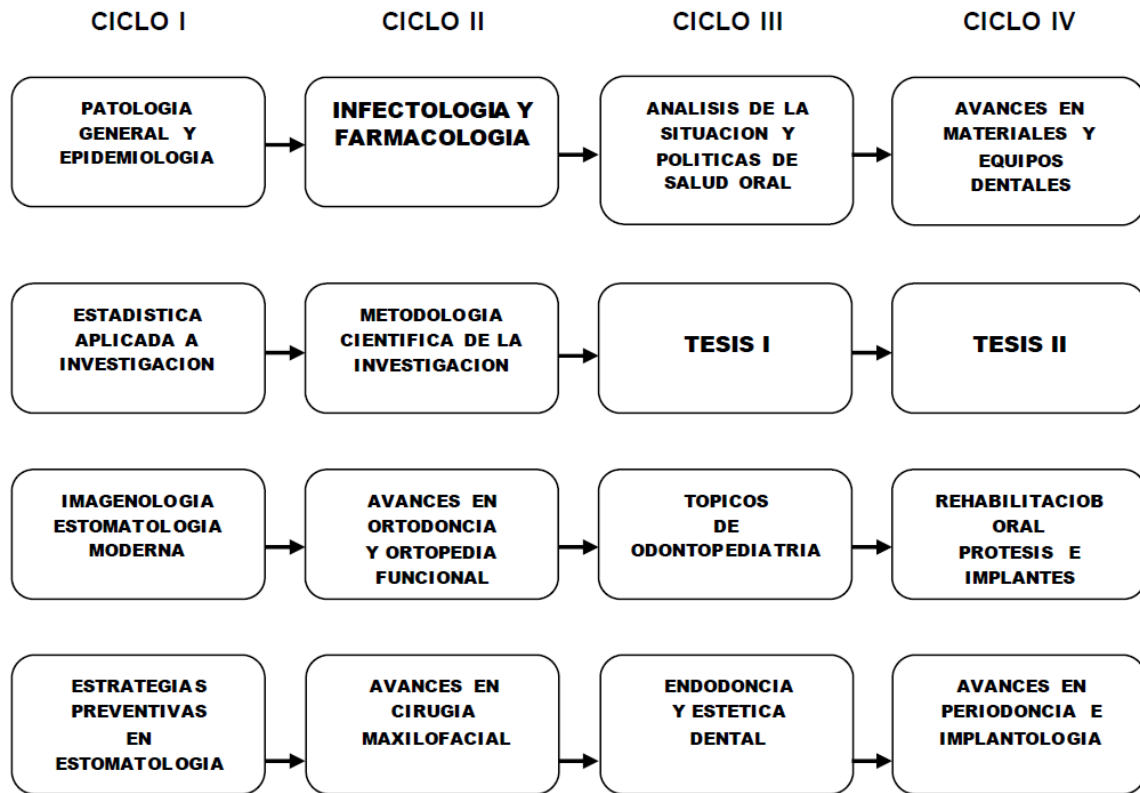 CICLO I
CICLO II
CICLO III
CICLO IV
PATOLOGIA
GENERAL Y
EPIDEMIOLOGIA
INFECTOLOGIA Y
FARMACOLOGIA
ANALISIS DE LA
SITUACION Y
POLITICAS DE
SALUD ORAL
AVANCES EN
MATERIALES Y
EQUIPOS
DENTALES
ESTADISTICA
APLICADA A
INVESTIGACION
METODOLOGIA
CIENTIFICA DE LA
INVESTIGACION
TESIS I
TESIS II
IMAGENOLOGIA
ESTOMATOLOGIA
MODERNA
AVANCES EN
ORTODONCIA
Y ORTOPEDIA
FUNCIONAL
TOPICOS
DE
ODONTOPEDIATRIA
REHABILITACIOB
ORAL
PROTESIS E
IMPLANTES
ESTRATEGIAS
PREVENTIVAS
EN
ESTOMATOLOGIA
AVANCES EN
CIRUGIA
MAXILOFACIAL
ENDODONCIA
Y ESTETICA
DENTAL
AVANCES EN
PERIODONCIA E
IMPLANTOLOGIA